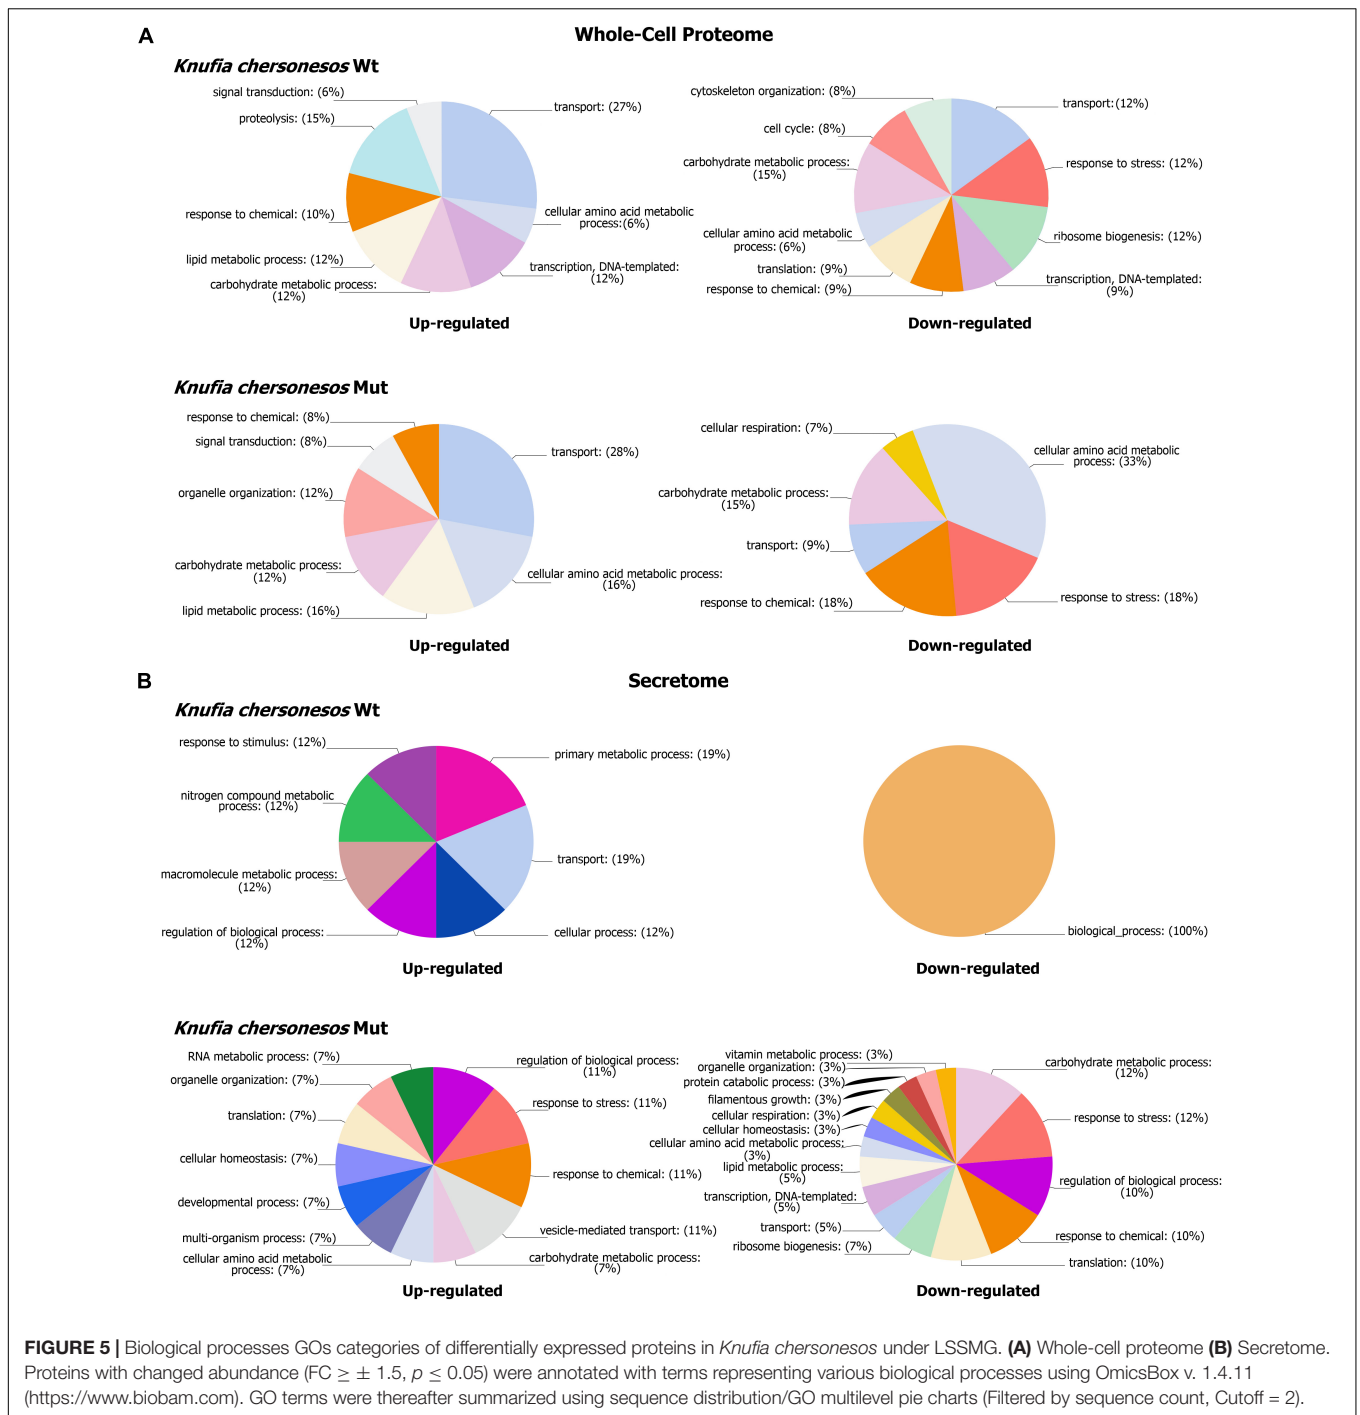 A
Whole-Cell Proteome
Knufia chersonesos Wt
signal transduction: (6%)
proteolysis: (15%)
response to chemical: (10%)
lipid metabolic process: (12%)
carbohydrate metabolic process:
(12%)
transport: (27%)
cellular amino acid metabolic
process:(6%)
transcription, DNA-templated:
(12%)
Up-regulated
cytoskeleton organization: (8%)
cell cycle: (8%)
carbohydrate metabolic process:
(15%)
cellular amino acid metabolic
process: (6%)
translation: (9%)
response to chemical: (9%)
transport:(12%)
response to stress: (12%)
ribosome biogenesis: (12%)
transcription, DNA-templated:
(9%)
Down-regulated
Knufia chersonesos Mut
response to chemical: (8%)
signal transduction: (8%)
organelle organization: (12%)
carbohydrate metabolic process:
(12%)
lipid metabolic process: (16%)
transport: (28%)
cellular amino acid metabolic process:
(16%)
Up-regulated
cellular respiration: (7%)
carbohydrate metabolic process:
(15%)
transport: (9%)
response to chemical: (18%)
cellular amino acid metabolic
process: (33%)
response to stress: (18%)
Down-regulated
B
Secretome
Knufia chersonesos Wt
response to stimulus: (12%)
nitrogen compound metabolic
process: (12%)
macromolecule metabolic process:
(12%)
regulation of biological process:
(12%)
primary metabolic process: (19%)
transport: (19%)
cellular process: (12%)
Up-regulated
biological_process: (100%)
Down-regulated
Knufia chersonesos Mut
RNA metabolic process: (7%)
organelle organization: (7%)
translation: (7%)
cellular homeostasis: (7%)
developmental process: (7%)
multi-organism process: (7%)
cellular amino acid metabolic
process: (7%)
regulation of biological process:
(11%)
response to stress: (11%)
response to chemical: (11%)
vesicle-mediated transport: (11%)
carbohydrate metabolic process:
(7%)
Up-regulated
vitamin metabolic process: (3%)
organelle organization: (3%)
protein catabolic process: (3%)
filamentous growth: (3%)
cellular respiration: (3%)
cellular homeostasis: (3%)
cellular amino acid metabolic process:
(3%)
lipid metabolic process:
(5%)
transcription, DNA-templated:
(5%)
transport: (5%)
ribosome biogenesis: (7%)
carbohydrate metabolic process:
(12%)
response to stress: (12%)
regulation of biological process:
(10%)
response to chemical: (10%)
translation: (10%)
Down-regulated
FIGURE 5 | Biological processes GOs categories of differentially expressed proteins in Knufia chersonesos under LSSMG. (A) Whole-cell proteome (B) Secretome.
Proteins with changed abundance (FC ≥ ± 1.5, p ≤ 0.05) were annotated with terms representing various biological processes using OmicsBox v. 1.4.11
(https://www.biobam.com). GO terms were thereafter summarized using sequence distribution/GO multilevel pie charts (Filtered by sequence count, Cutoff = 2).